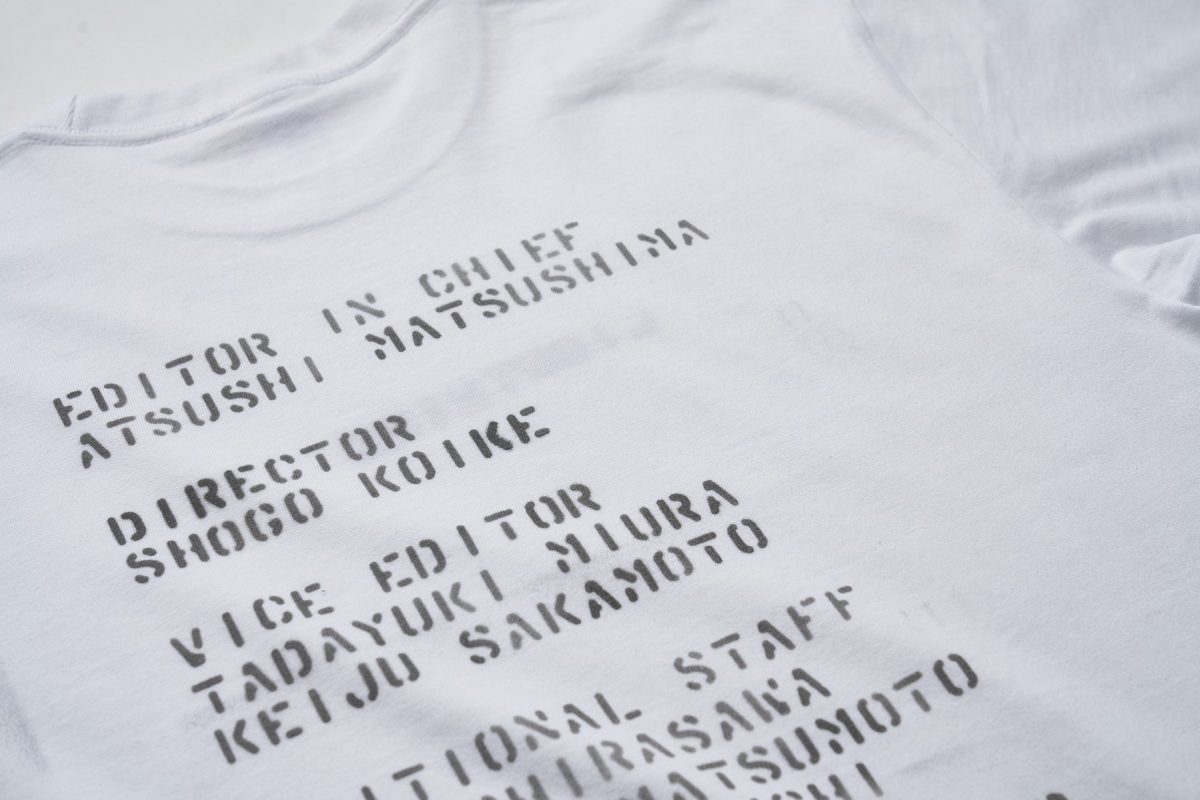 EDITOR IN CHIEF
ATSUSHI MATSUSHIMA
DIRECTOR
SHOGO KOIKE
VICE EDITOR
TADAYUKI MIURA
KEIJU SAKAMOTO
STAFF